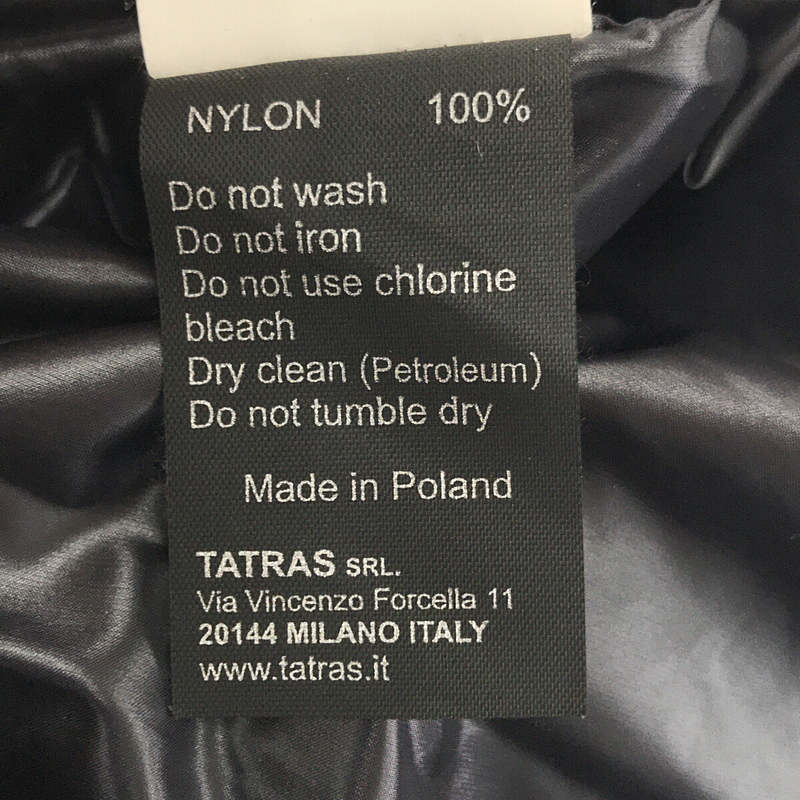 NYLON 100%
Do not wash
Do not iron
Do not use chlorine
bleach
Dry clean (Petroleum)
Do not tumble dry
Made in Poland
TATRAS SRL.
Via Vincenzo Forcella 11
20144 MILANO ITALY
www.tatras.it